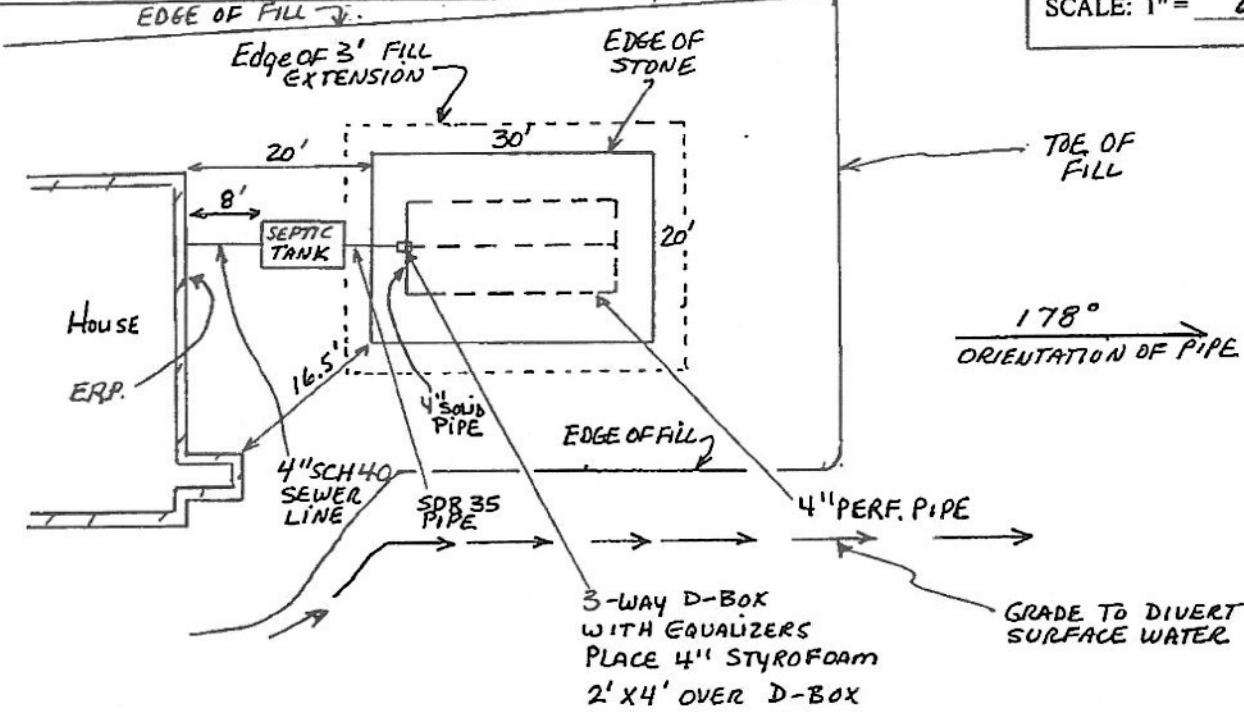 EDGE OF FILL
SCALE: 1" =
Edge OF 3' FILL
EXTENSION
EDGE OF
STONE
TOE OF
FILL
20'
30'
8'
SEPTIC
TANK
20'
House
178°
ORIENTATION OF PIPE
ERP.
16.5'
4" SOLID
PIPE
EDGE OF FILL
4" SCH 40
SEWER
LINE
SDR 35
PIPE
4" PERF. PIPE
3-WAY D-BOX
WITH EQUALIZERS
PLACE 4" STYROFOAM
2' X 4' OVER D-BOX
GRADE TO DIVERT
SURFACE WATER